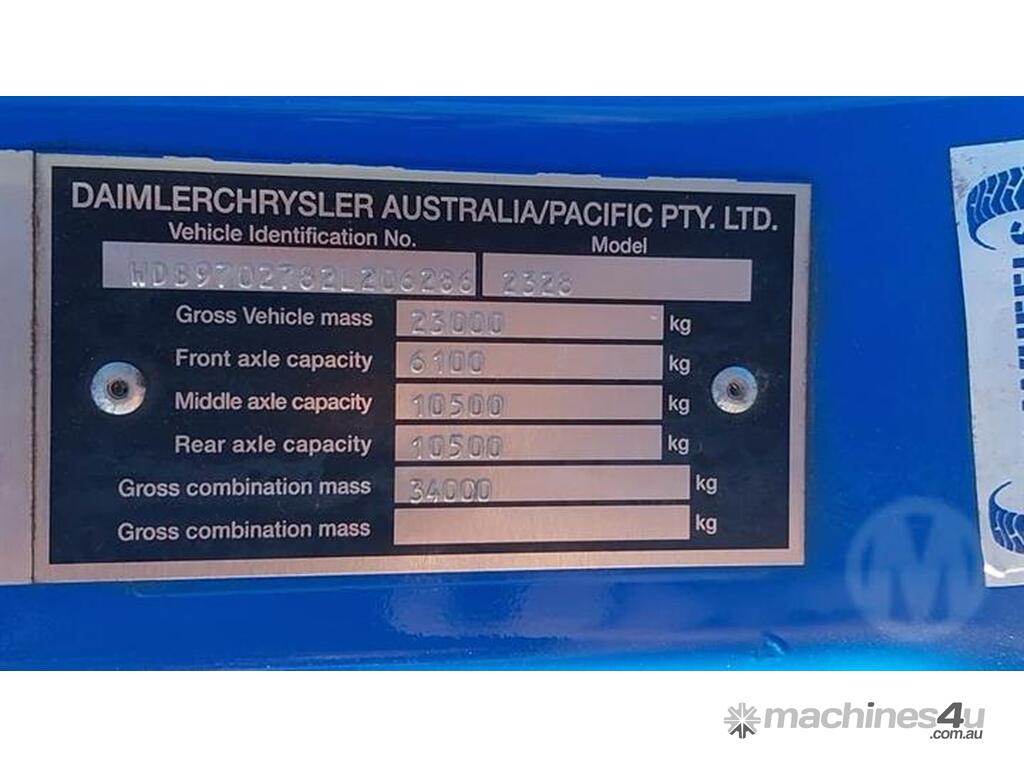 DAIMLERCHRYSLER AUSTRALIA/PACIFIC PTY. LTD.
Vehicle Identification No. Model
WDB9702782L206286 2328
Gross Vehicle mass 23000 kg
Front axle capacity 6100 kg
Middle axle capacity 10500 kg
Rear axle capacity 10500 kg
Gross combination mass 34000 kg
Gross combination mass kg
M
machines4u
.com.au